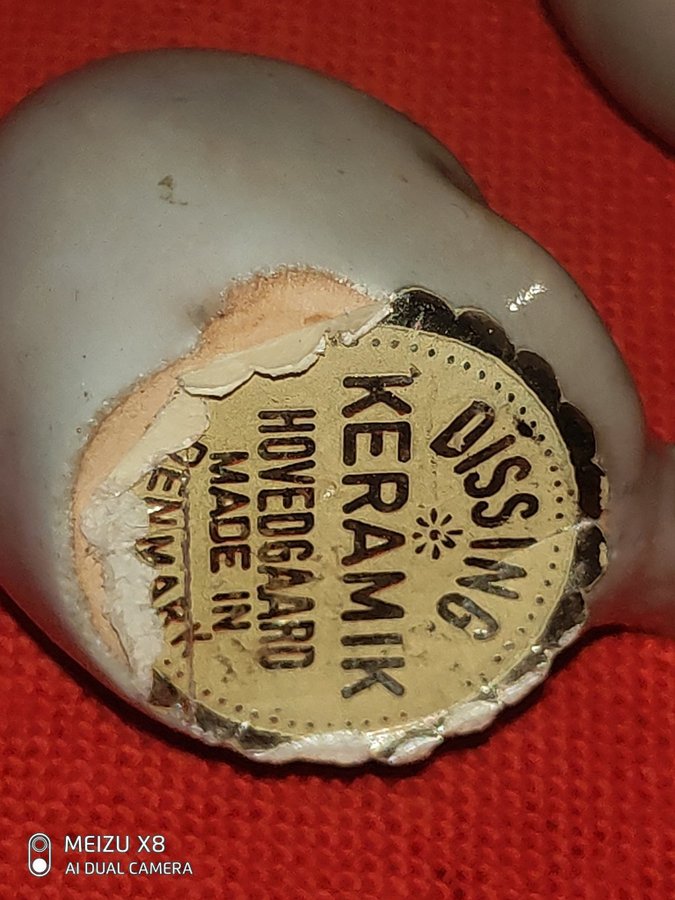 DISSING
KERAMIK
HOVEDGAARD
MADE IN
DENMARK
MEIZU X8
AI DUAL CAMERA